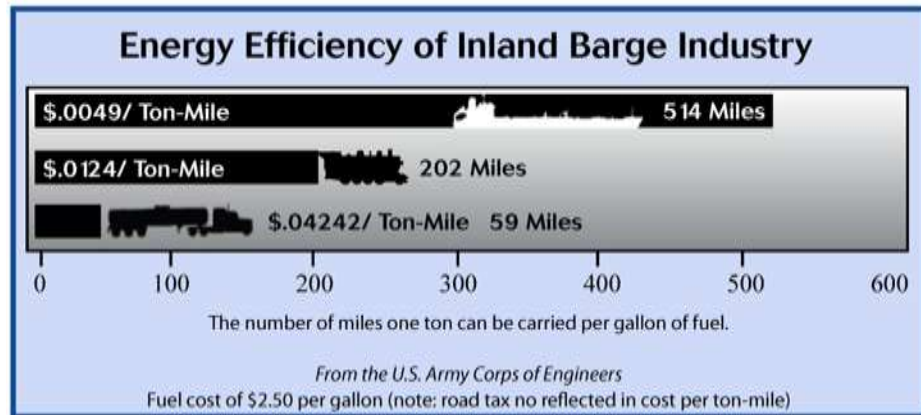 Energy Efficiency of Inland Barge Industry
$.0049/ Ton-Mile 514 Miles
$.0124/ Ton-Mile 202 Miles
$.04242/ Ton-Mile 59 Miles
0 100 200 300 400 500 600
The number of miles one ton can be carried per gallon of fuel.
From the U.S. Army Corps of Engineers
Fuel cost of $2.50 per gallon (note: road tax no reflected in cost per ton-mile)